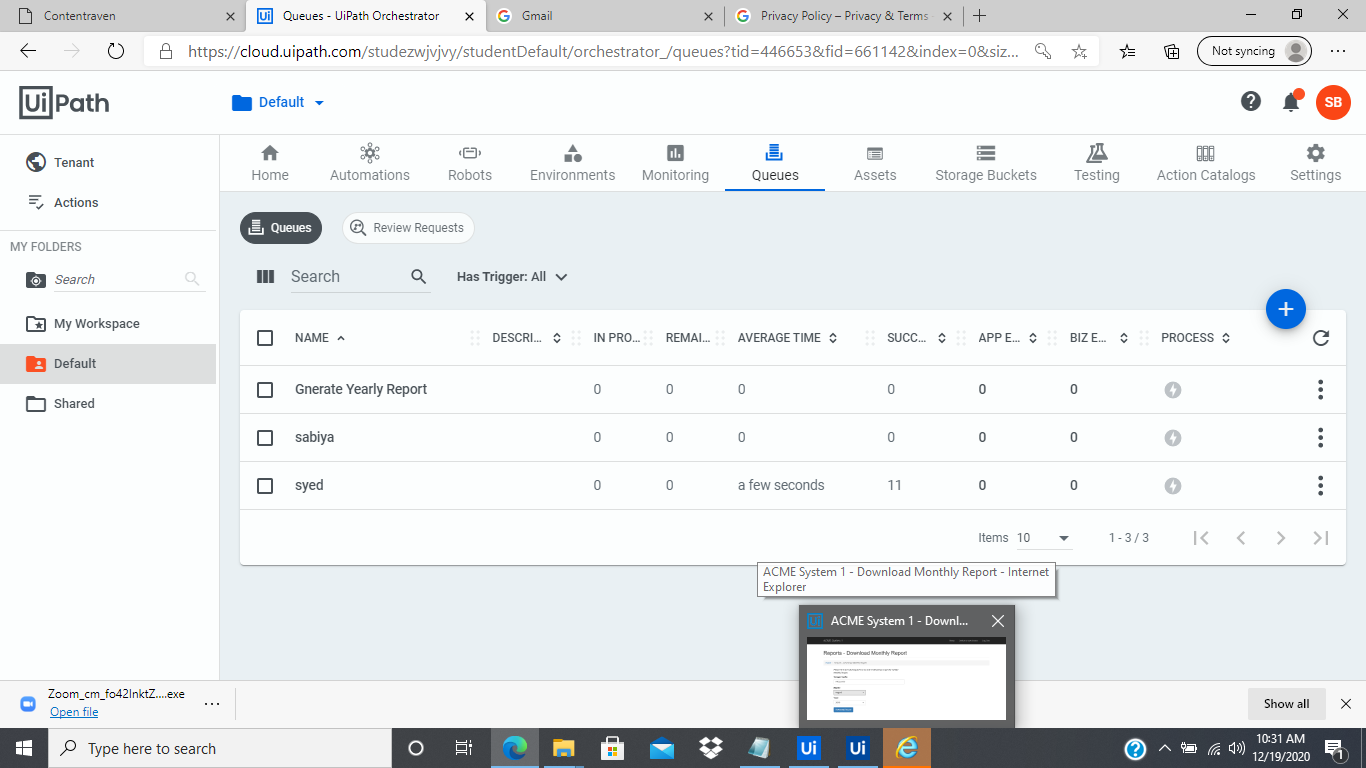 Contentraven
Queues - UiPath Orchestrator
Gmail
Privacy Policy – Privacy & Terms
https://cloud.uipath.com/studezwjvjvy/studentDefault/orchestrator_/queues?tid=446653&fid=661142&index=0&siz...
Not syncing
UiPath
Default
SB
Tenant
Actions
MY FOLDERS
Search
My Workspace
Default
Shared
Home
Automations
Robots
Environments
Monitoring
Queues
Assets
Storage Buckets
Testing
Action Catalogs
Settings
Queues
Review Requests
Search
Has Trigger: All
NAME DESCRI... IN PRO... REMAI... AVERAGE TIME SUCC... APP E... BIZ E... PROCESS
Gnerate Yearly Report 0 0 0 0 0 0
sabiya 0 0 0 0 0 0
syed 0 0 a few seconds 11 0 0
Items 10 1 - 3 / 3
ACME System 1 - Download Monthly Report - Internet
Explorer
Ui ACME System 1 - Downl...
Reports - Download Monthly Report
Zoom_cm_fo42lnktZ....exe
Open file
Show all
Type here to search
Ui
Ui
10:31 AM
12/19/2020
1